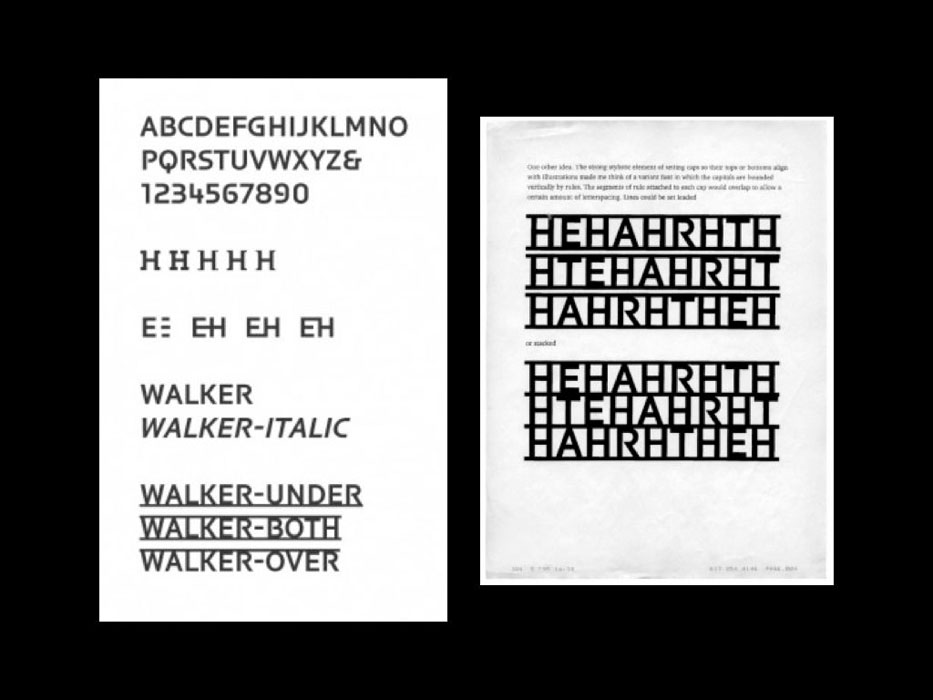 ABCDEFGHIJKLMNO
PQRSTUVWXYZ&
1234567890
H H H H H
E EH EH EH
WALKER
WALKER-ITALIC
WALKER-UNDER
WALKER-BOTH
WALKER-OVER
One other idea. The strong stylistic element of setting caps so their tops or bottoms align
with illustrations made me think of a variant font in which the capitals are bounded
vertically by rules. The segments of rule attached to each cap would overlap to allow a
certain amount of letterspacing. Lines could be set leaded
HEHAHRHTH
HTEHAHRHT
HAHRHTHEH
or stacked
HEHAHRHTH
HTEHAHRHT
HAHRHTHEH